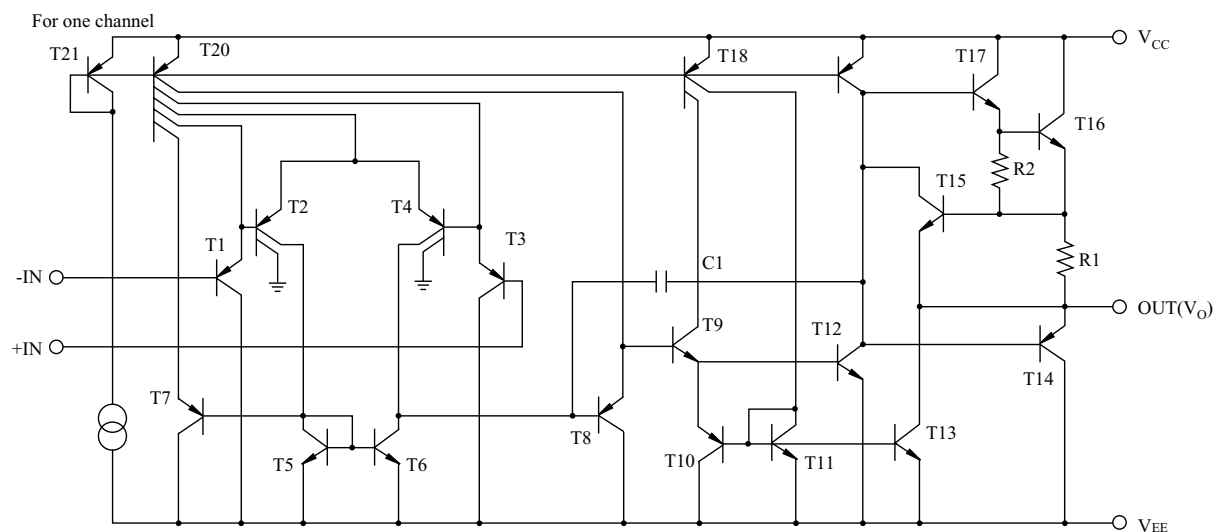 For one channel
T21
T20
T18
T17
VCC
T16
R2
T15
T2
T4
T3
T1
R1
-IN
C1
OUT(VO)
+IN
T9
T12
T7
T8
T14
T5
T6
T10
T11
T13
VEE